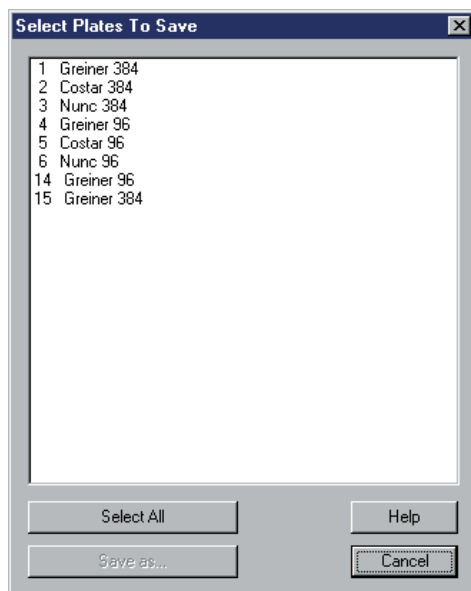 Select Plates To Save
1 Greiner 384
2 Costar 384
3 Nunc 384
4 Greiner 96
5 Costar 96
6 Nunc 96
14 Greiner 96
15 Greiner 384
Select All
Help
Save as...
Cancel